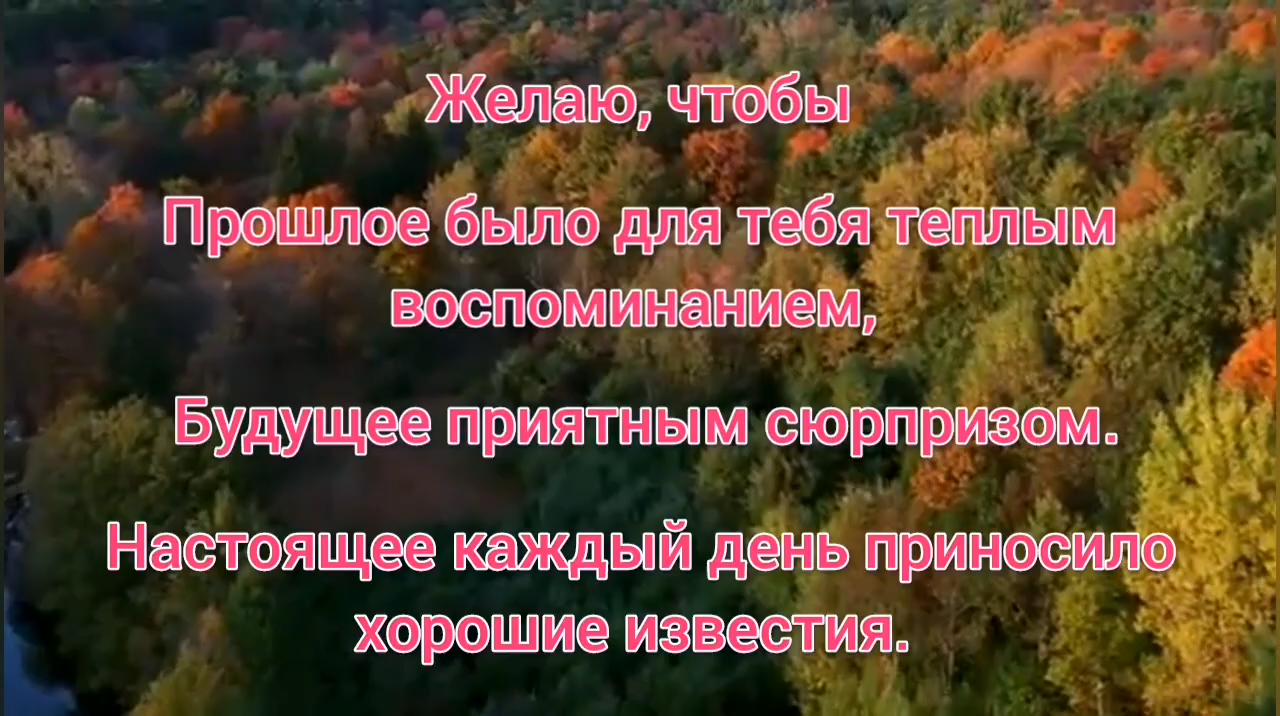 Желаю, чтобы
Прошлое было для тебя теплым
воспоминанием,
Будущее приятным сюрпризом.
Настоящее каждый день приносило
хорошие известия.